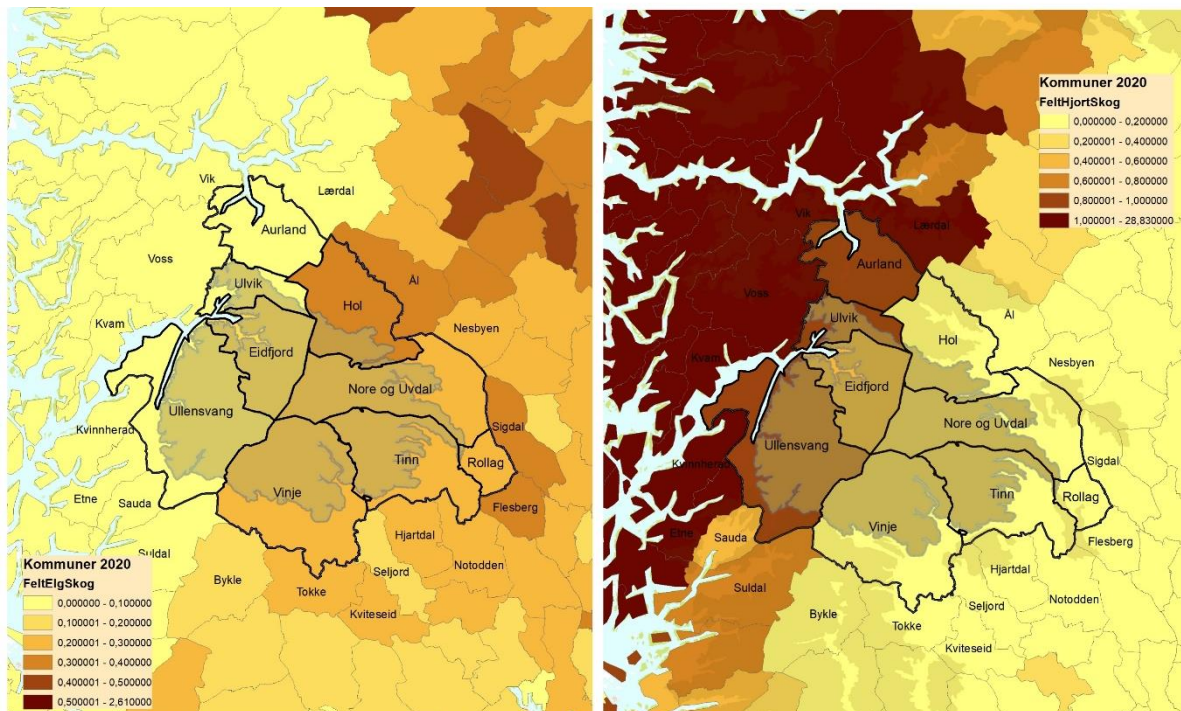 Vik
Lærdal
Aurland
Voss
Ulvik
Ål
Hol
Kvam
Nesbyen
Eidfjord
Nore og Uvdal
Ullensvang
Kvinnherad
Sigdal
Tinn
Rollag
Vinje
Etne
Sauda
Flesberg
Hjartdal
Suldal
Notodden
Seljord
Bykle
Tokke
Kviteseid
Kommuner 2020
FeltElgSkog
0,000000 - 0,100000
0,100001 - 0,200000
0,200001 - 0,300000
0,300001 - 0,400000
0,400001 - 0,500000
0,500001 - 2,610000
Kommuner 2020
FeltHjortSkog
0,000000 - 0,200000
0,200001 - 0,400000
0,400001 - 0,600000
0,600001 - 0,800000
0,800001 - 1,000000
1,000001 - 28,830000
Vik
Lærdal
Aurland
Voss
Ulvik
Ål
Hol
Kvam
Nesbyen
Eidfjord
Nore og Uvdal
Ullensvang
Kvinnherad
Sigdal
Tinn
Rollag
Vinje
Etne
Sauda
Flesberg
Hjartdal
Suldal
Notodden
Seljord
Bykle
Tokke
Kviteseid